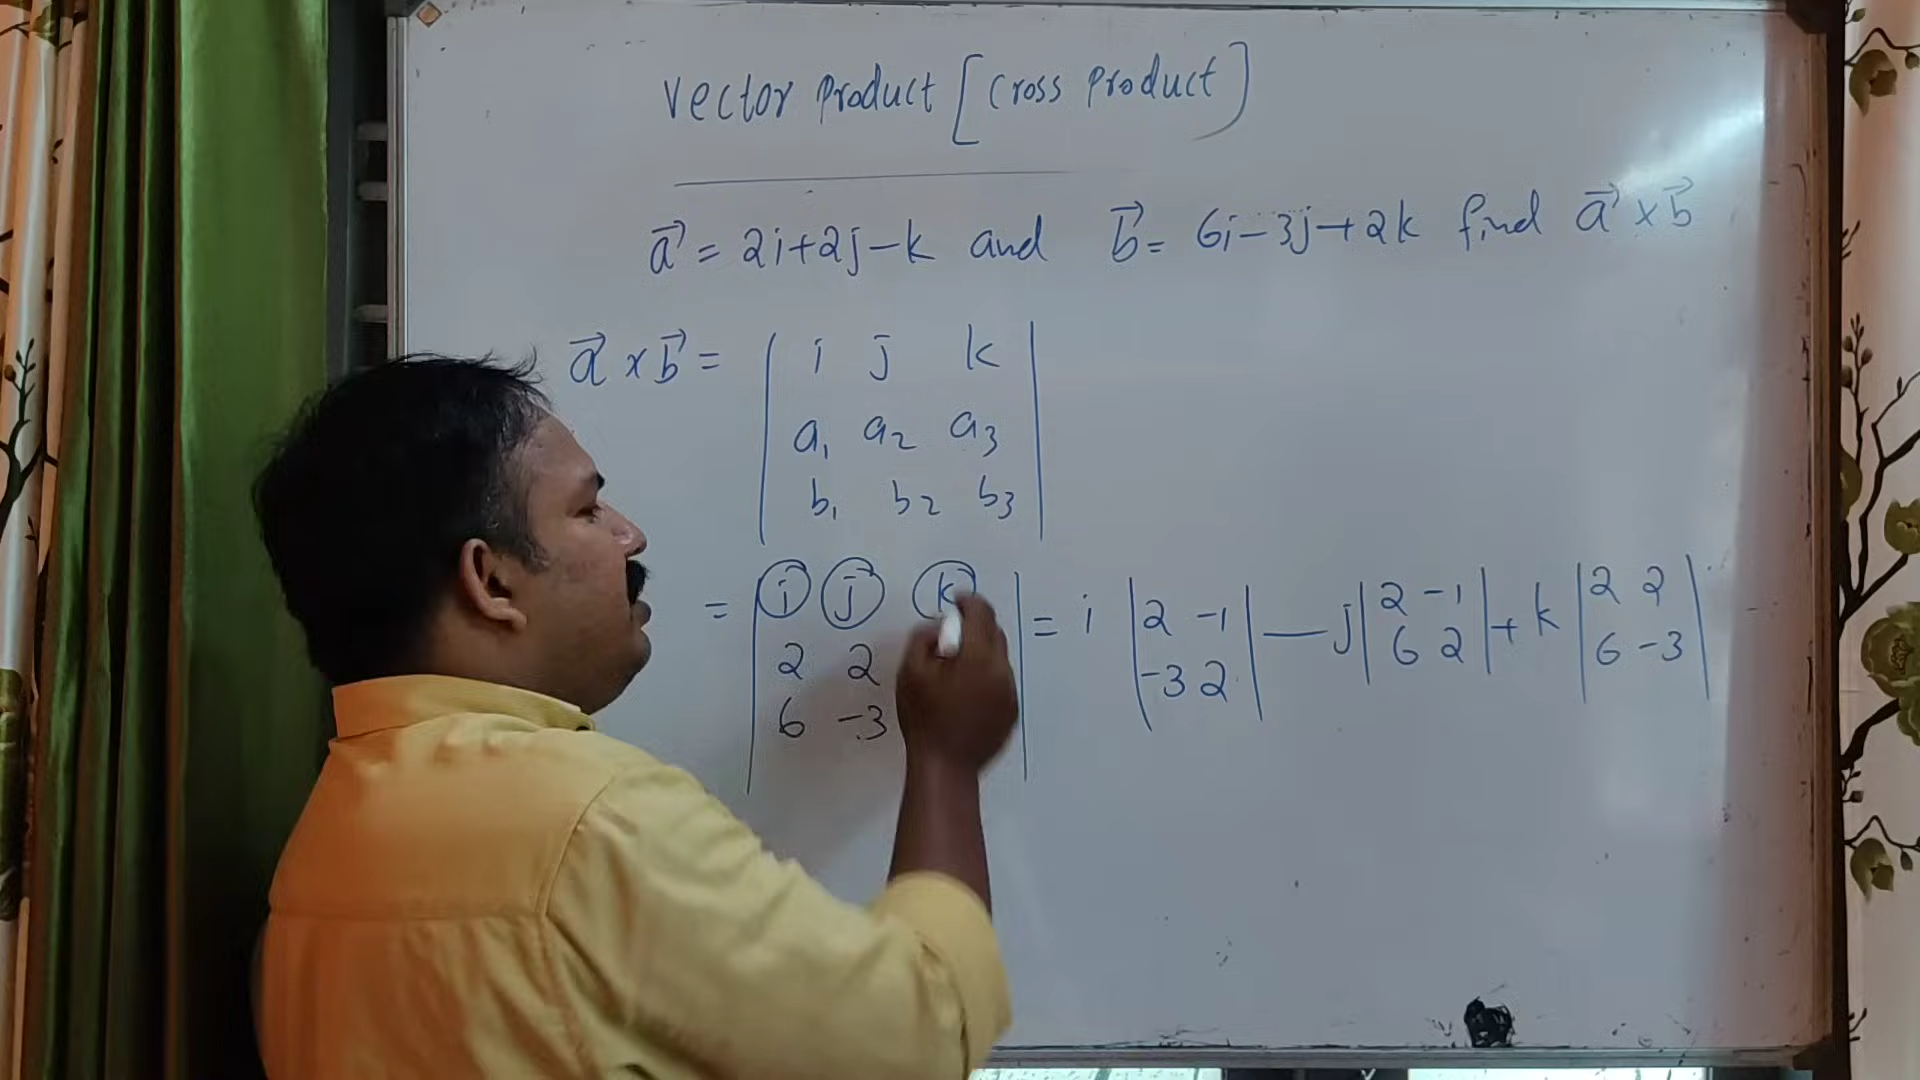 Vector Product [Cross Product]
a⃗ = 2i+2j-k and b⃗ = 6i-3j+2k find a⃗ x b⃗
a⃗ x b⃗ = | i j k |
| a₁ a₂ a₃ |
| b₁ b₂ b₃ |
= | i j k | = i | 2 -1 | - j | 2 -1 | + k | 2 2 |
| 2 2 | | -3 2 | | 6 2 | | 6 -3 |
| 6 -3 |